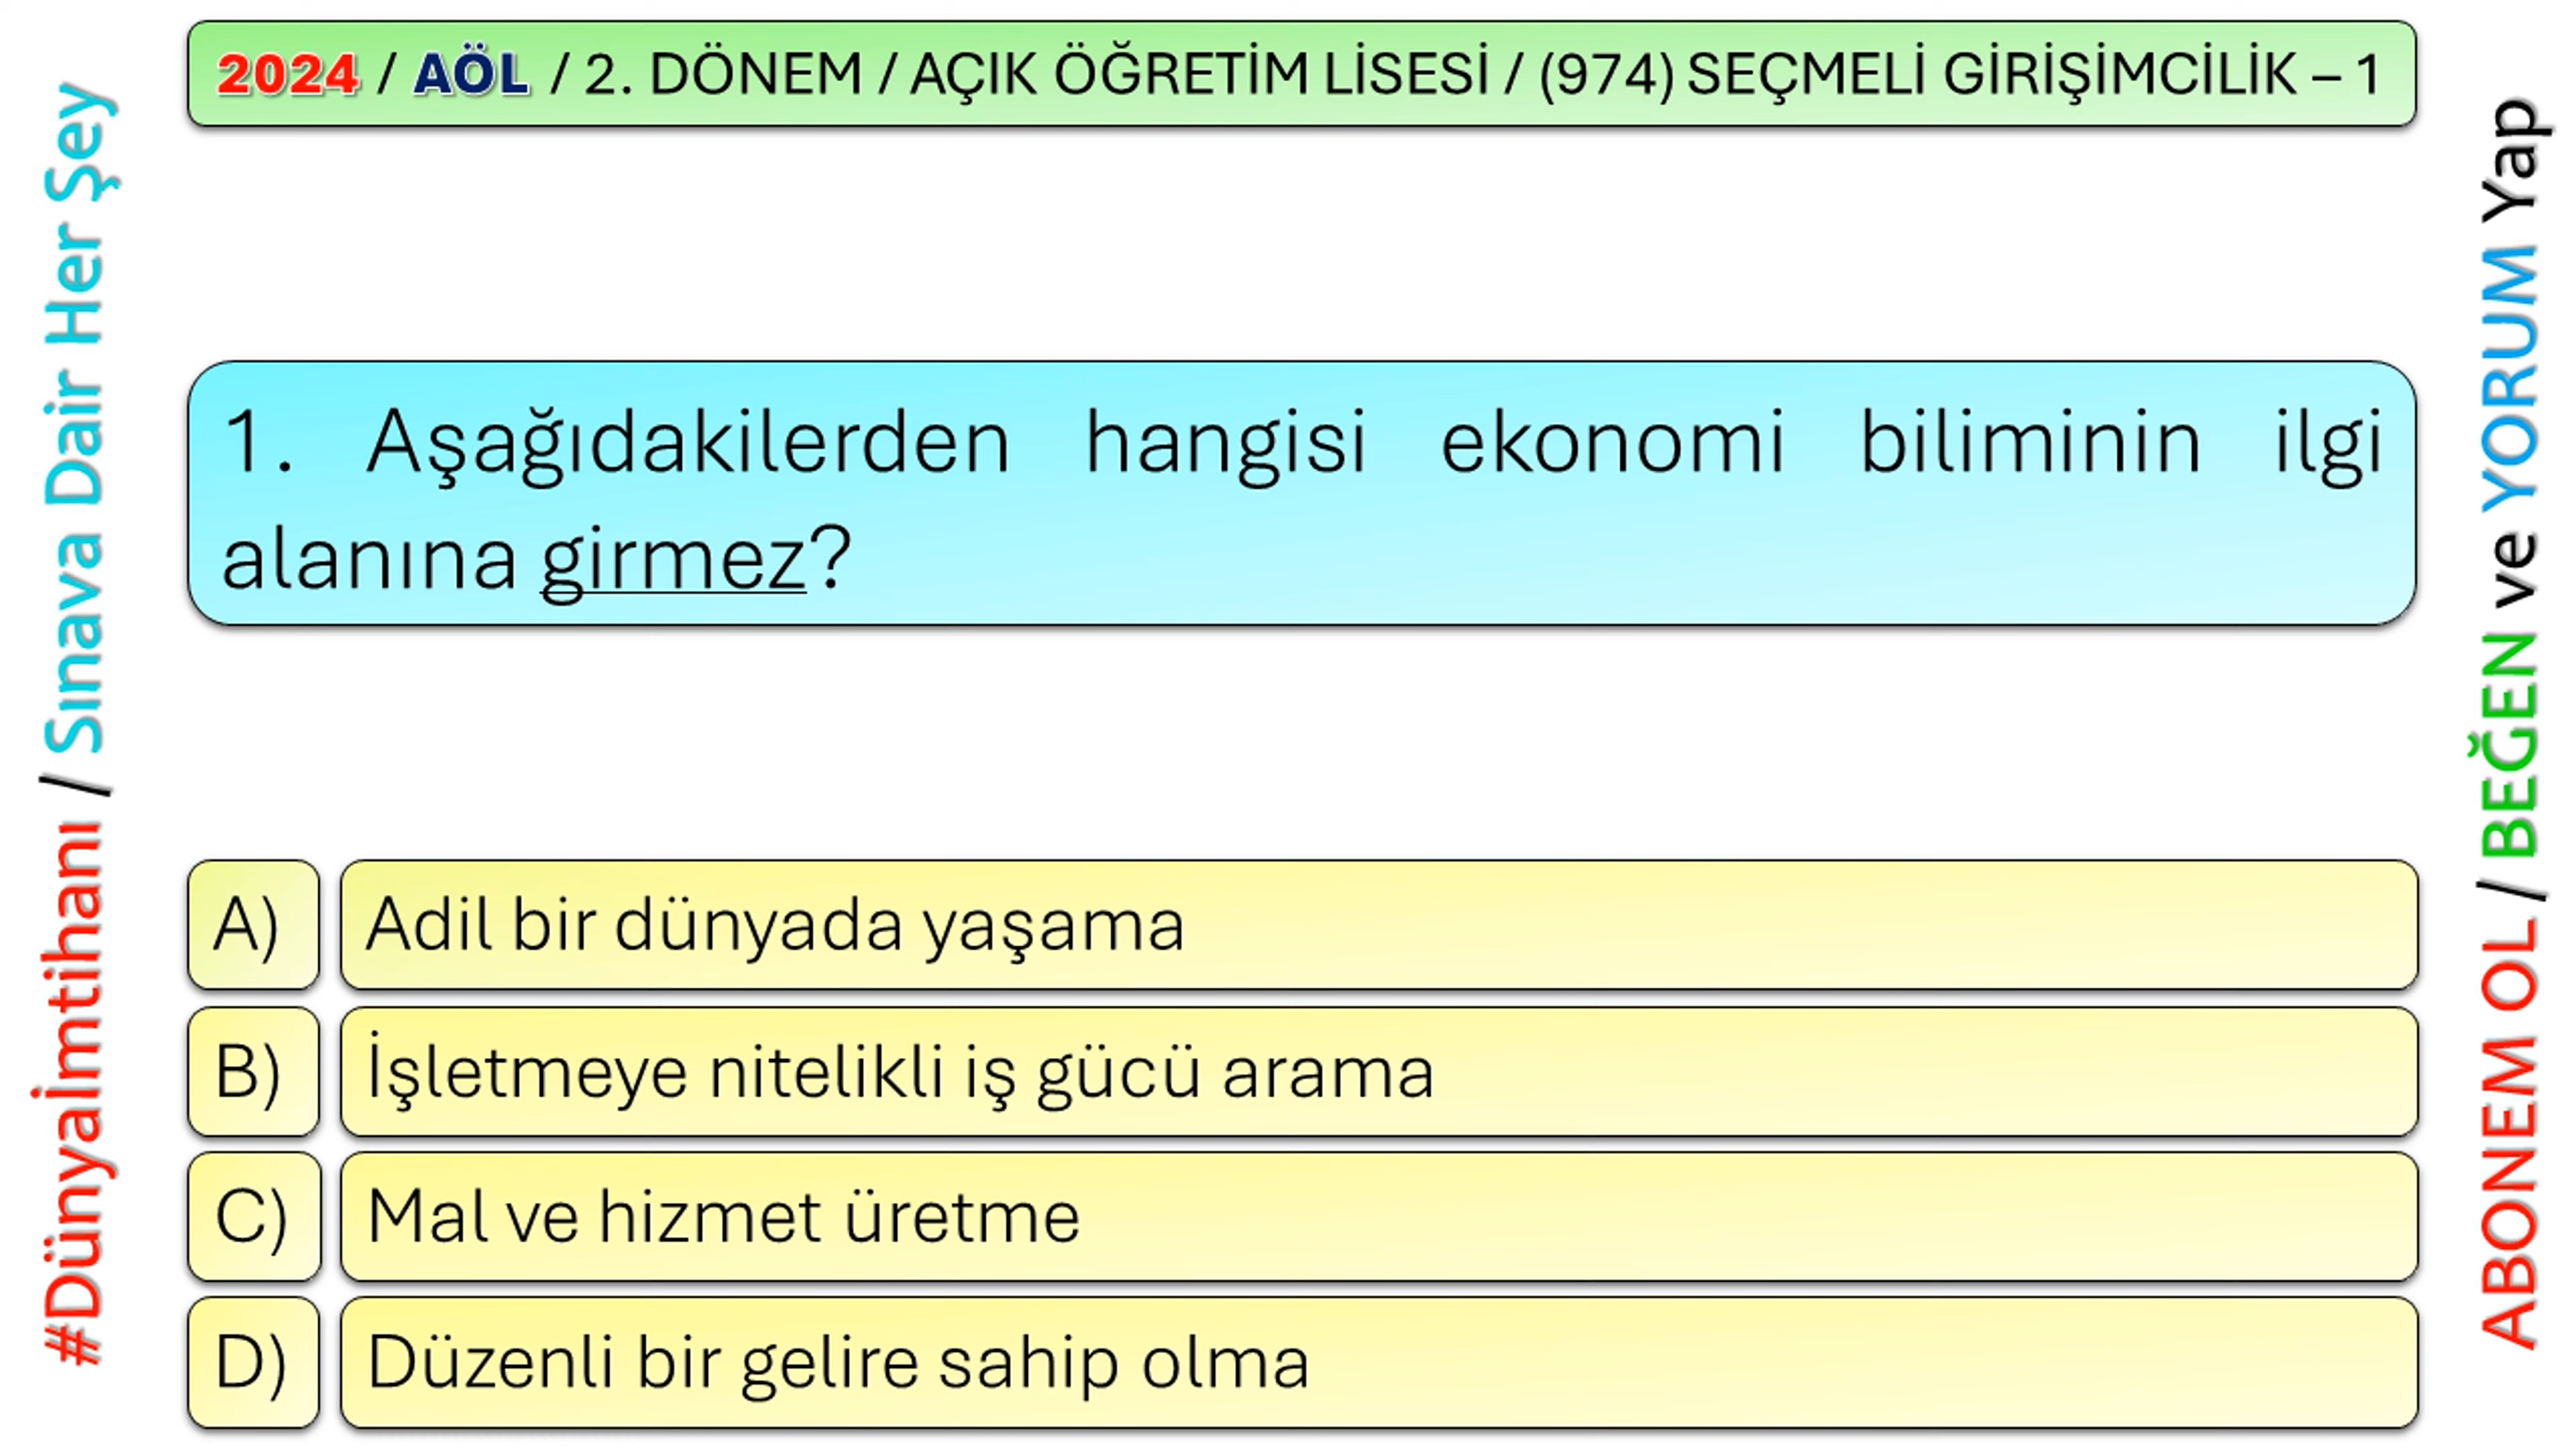 2024 / AÖL / 2. DÖNEM / AÇIK ÖĞRETİM LİSESİ / (974) SEÇMELİ GİRİŞİMCİLİK – 1
#Dünyaİmtihanı / Sınava Dair Her Şey
1. Aşağıdakilerden hangisi ekonomi biliminin ilgi
alanına girmez?
A) Adil bir dünyada yaşama
B) İşletmeye nitelikli iş gücü arama
C) Mal ve hizmet üretme
D) Düzenli bir gelire sahip olma
ABONEM OL / BEĞEN ve YORUM Yap